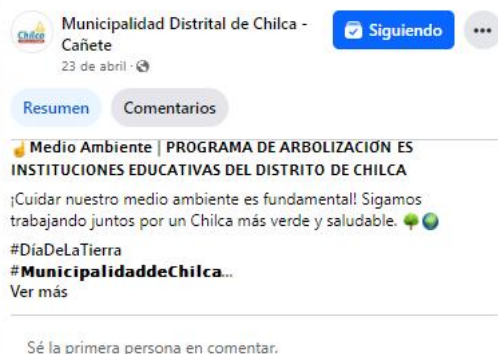 Chilca
Municipalidad Distrital de Chilca -
Cañete
23 de abril ·
Siguiendo
Resumen
Comentarios
☝️Medio Ambiente | PROGRAMA DE ARBOLIZACIÓN ES
INSTITUCIONES EDUCATIVAS DEL DISTRITO DE CHILCA
¡Cuidar nuestro medio ambiente es fundamental! Sigamos
trabajando juntos por un Chilca más verde y saludable. 🌳🌎
#DíaDeLaTierra
#MunicipalidaddeChilca...
Ver más
Sé la primera persona en comentar.